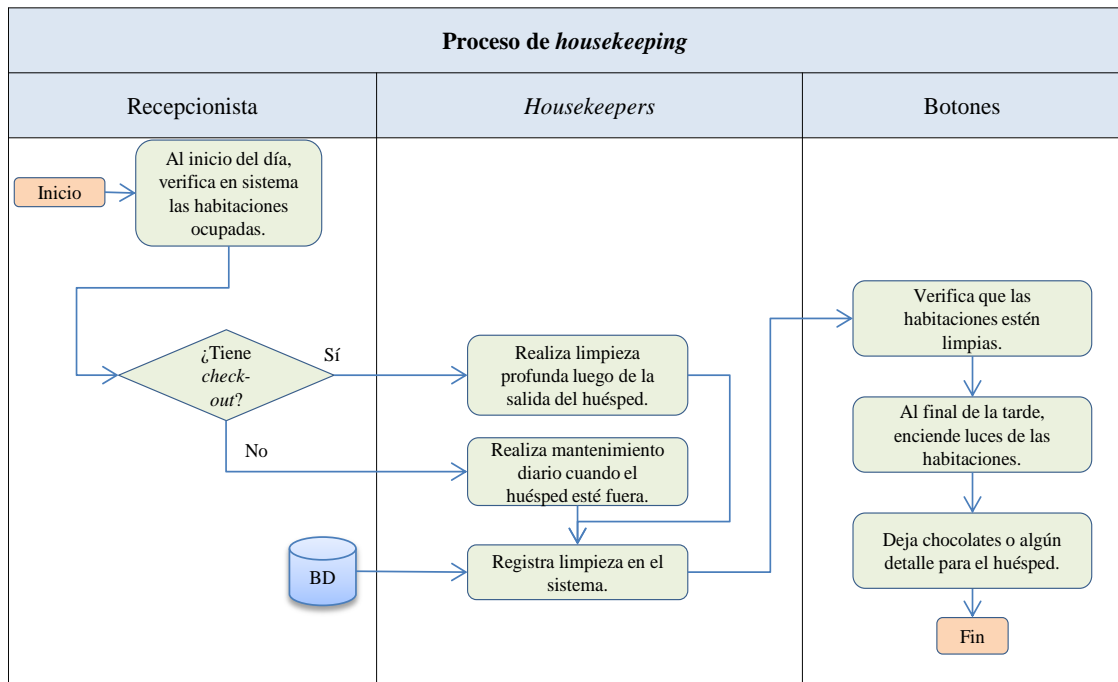 Proceso de housekeeping
Recepcionista
Housekeepers
Botones
Inicio
Al inicio del día,
verifica en sistema
las habitaciones
ocupadas.
¿Tiene
check-
out?
Sí
No
Realiza limpieza
profunda luego de la
salida del huésped.
Realiza mantenimiento
diario cuando el
huésped esté fuera.
BD
Registra limpieza en el
sistema.
Verifica que las
habitaciones estén
limpias.
Al final de la tarde,
enciende luces de las
habitaciones.
Deja chocolates o algún
detalle para el huésped.
Fin